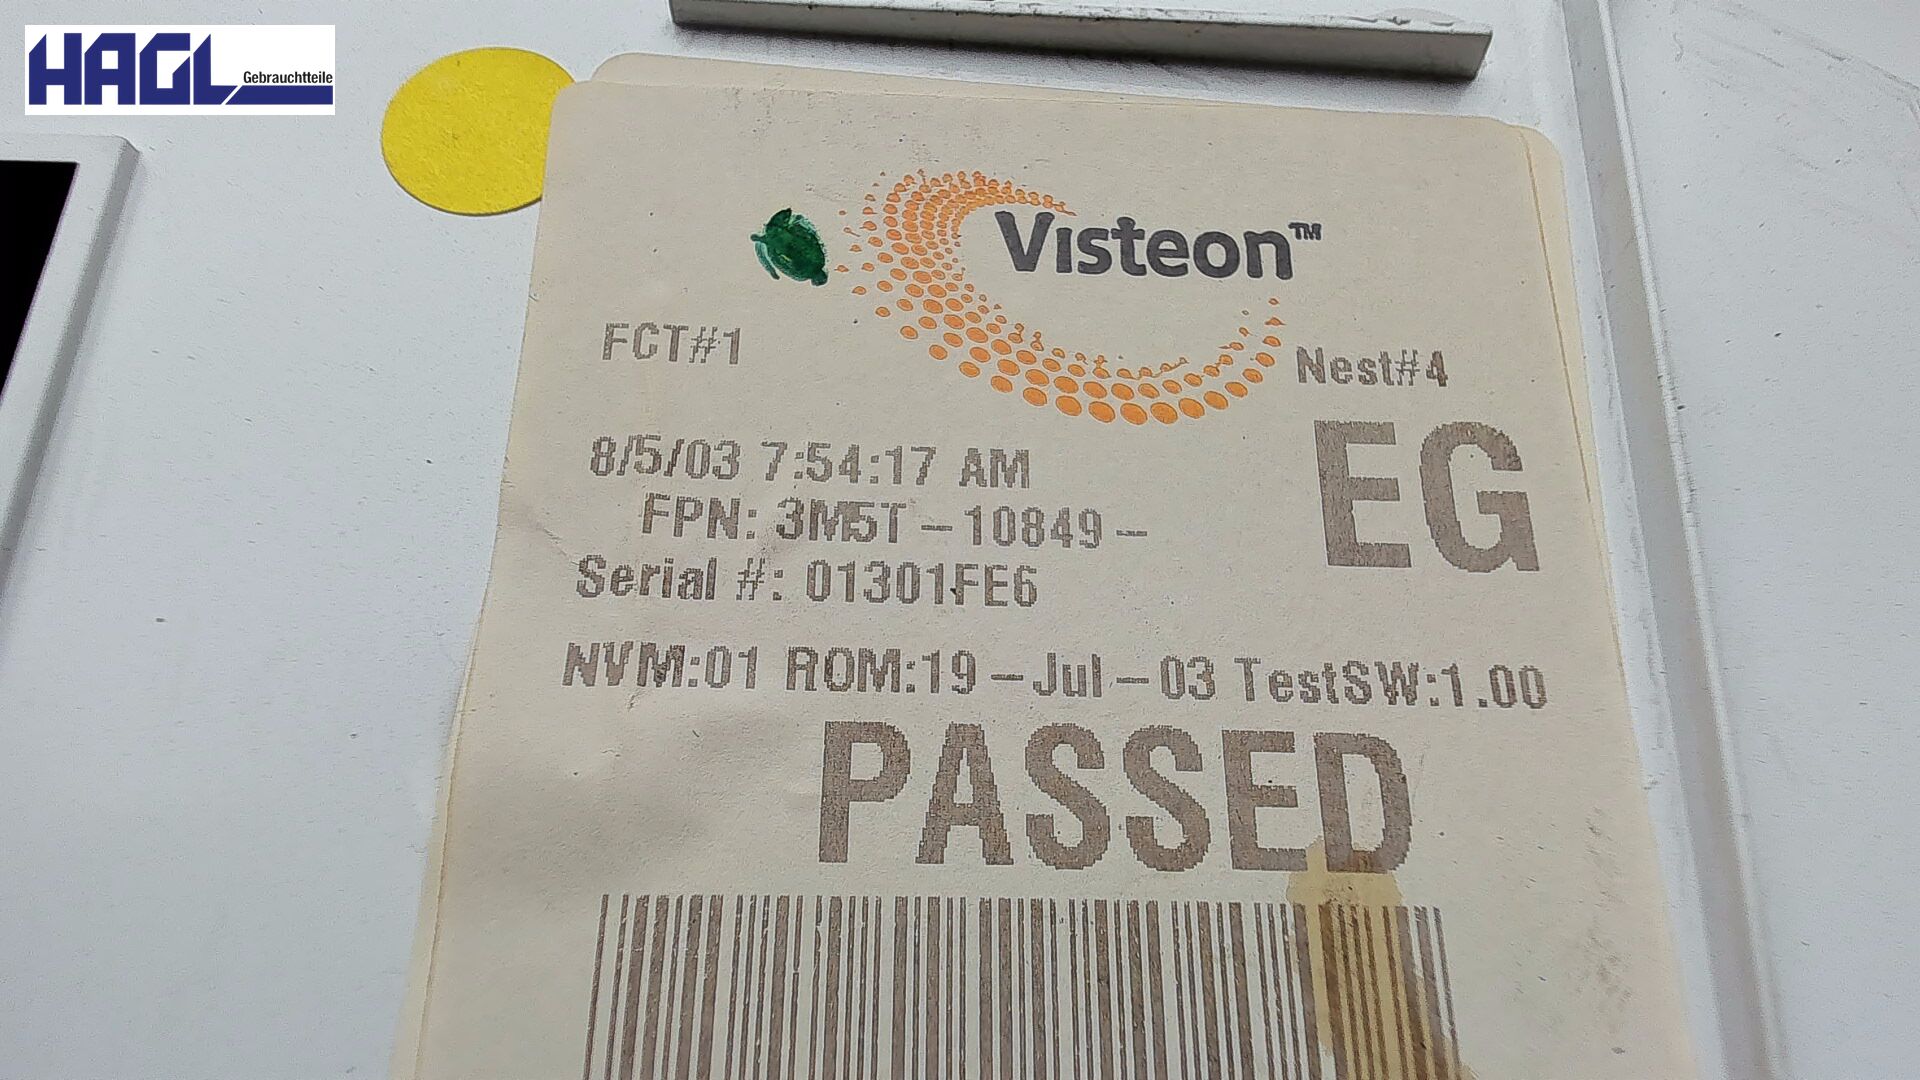 HAGL
Gebrauchtteile
Visteon™
FCT#1
Nest#4
8/5/03 7:54:17 AM
EG
FPN: 3M5T-10849-
Serial #: 01301FE6
NVM:01 ROM:19-Jul-03 TestSW:1.00
PASSED